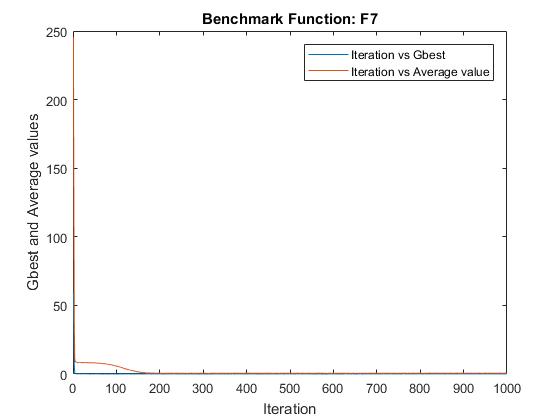 Benchmark Function: F7
Iteration vs Gbest
Iteration vs Average value
Gbest and Average values
250
200
150
100
50
0
0 100 200 300 400 500 600 700 800 900 1000
Iteration